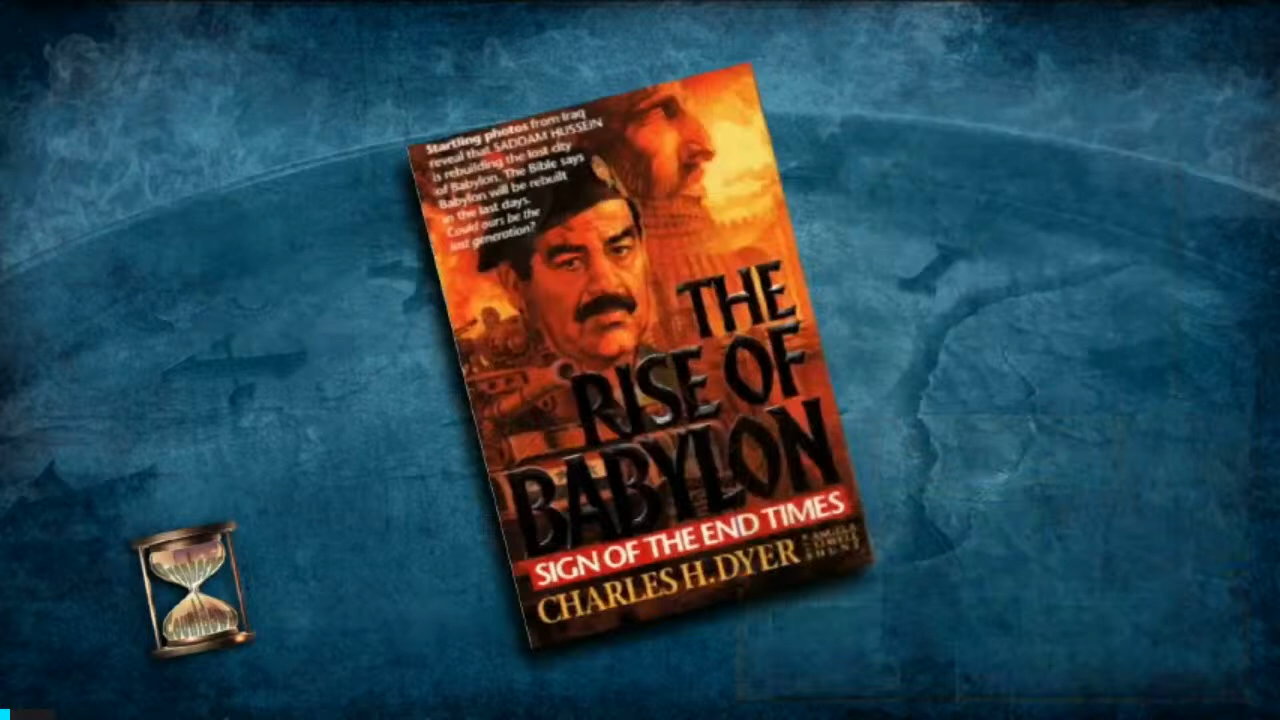 Startling photos from Iraq
reveal that SADDAM HUSSEIN
is rebuilding the lost city
of Babylon. The Bible says
Babylon will be rebuilt
in the last days.
Could ours be the
last generation?
THE
RISE OF
BABYLON
SIGN OF THE END TIMES
CHARLES H. DYER
HUNT